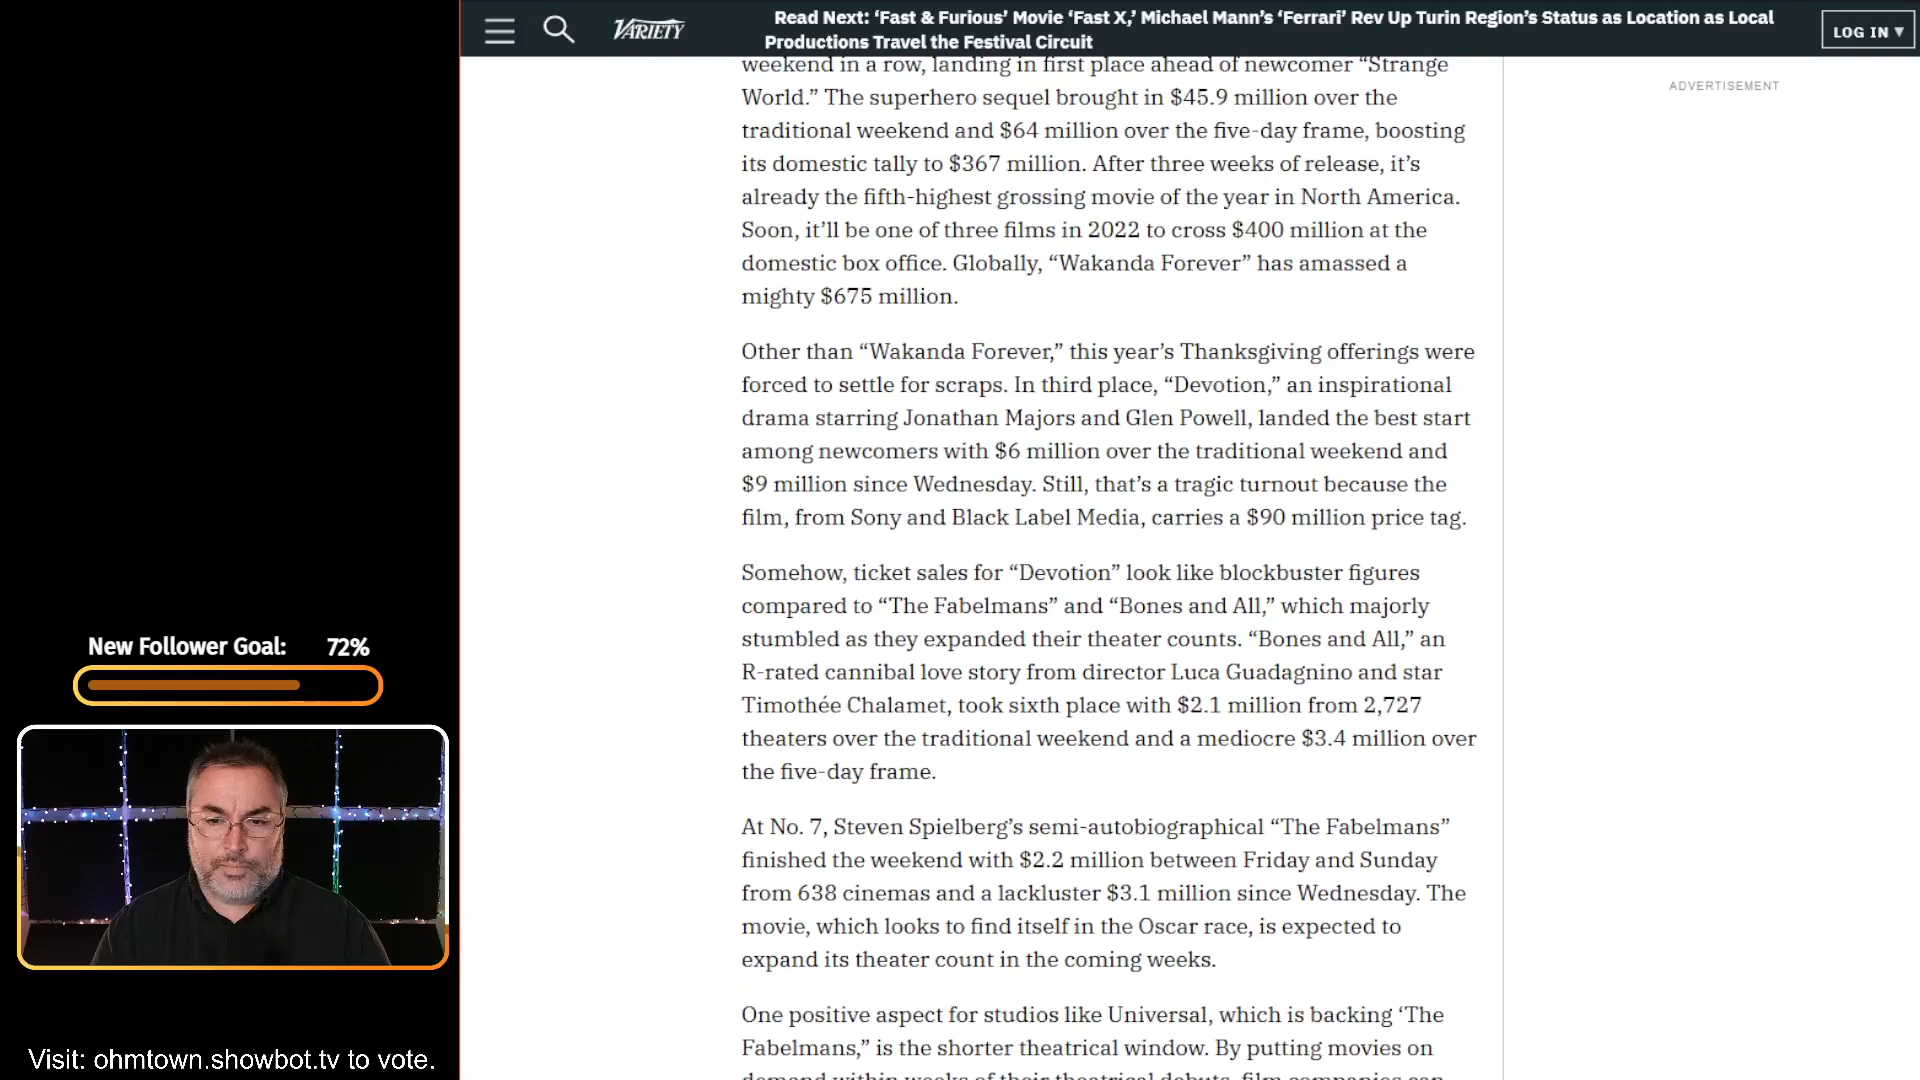 VARIETY
Read Next: ‘Fast & Furious’ Movie ‘Fast X,’ Michael Mann’s ‘Ferrari’ Rev Up Turin Region’s Status as Location as Local
Productions Travel the Festival Circuit
LOG IN ▾
ADVERTISEMENT
weekend in a row, landing in first place ahead of newcomer “Strange
World.” The superhero sequel brought in $45.9 million over the
traditional weekend and $64 million over the five-day frame, boosting
its domestic tally to $367 million. After three weeks of release, it’s
already the fifth-highest grossing movie of the year in North America.
Soon, it’ll be one of three films in 2022 to cross $400 million at the
domestic box office. Globally, “Wakanda Forever” has amassed a
mighty $675 million.
Other than “Wakanda Forever,” this year’s Thanksgiving offerings were
forced to settle for scraps. In third place, “Devotion,” an inspirational
drama starring Jonathan Majors and Glen Powell, landed the best start
among newcomers with $6 million over the traditional weekend and
$9 million since Wednesday. Still, that’s a tragic turnout because the
film, from Sony and Black Label Media, carries a $90 million price tag.
Somehow, ticket sales for “Devotion” look like blockbuster figures
compared to “The Fabelmans” and “Bones and All,” which majorly
stumbled as they expanded their theater counts. “Bones and All,” an
R-rated cannibal love story from director Luca Guadagnino and star
Timothée Chalamet, took sixth place with $2.1 million from 2,727
theaters over the traditional weekend and a mediocre $3.4 million over
the five-day frame.
At No. 7, Steven Spielberg’s semi-autobiographical “The Fabelmans”
finished the weekend with $2.2 million between Friday and Sunday
from 638 cinemas and a lackluster $3.1 million since Wednesday. The
movie, which looks to find itself in the Oscar race, is expected to
expand its theater count in the coming weeks.
One positive aspect for studios like Universal, which is backing ‘The
Fabelmans,” is the shorter theatrical window. By putting movies on
demand within weeks of their theatrical debuts, film companies can
New Follower Goal: 72%
Visit: ohmtown.showbot.tv to vote.